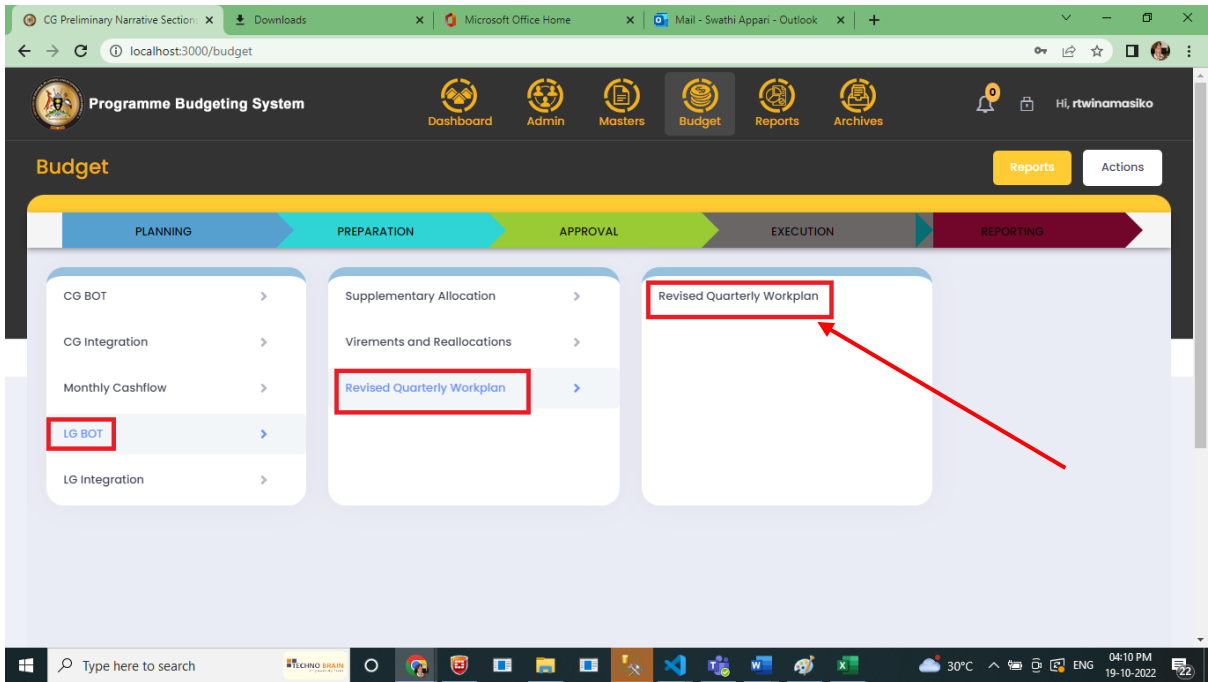 CG Preliminary Narrative Section
Downloads
Microsoft Office Home
Mail - Swathi Appari - Outlook
localhost:3000/budget
Programme Budgeting System
Dashboard
Admin
Masters
Budget
Reports
Archives
0
Hi, rtwinamasiko
Budget
Reports
Actions
PLANNING
PREPARATION
APPROVAL
EXECUTION
REPORTING
CG BOT
CG Integration
Monthly Cashflow
LG BOT
LG Integration
Supplementary Allocation
Virements and Reallocations
Revised Quarterly Workplan
Revised Quarterly Workplan
Type here to search
TECHNO BRAIN
30°C
ENG
04:10 PM
19-10-2022
22